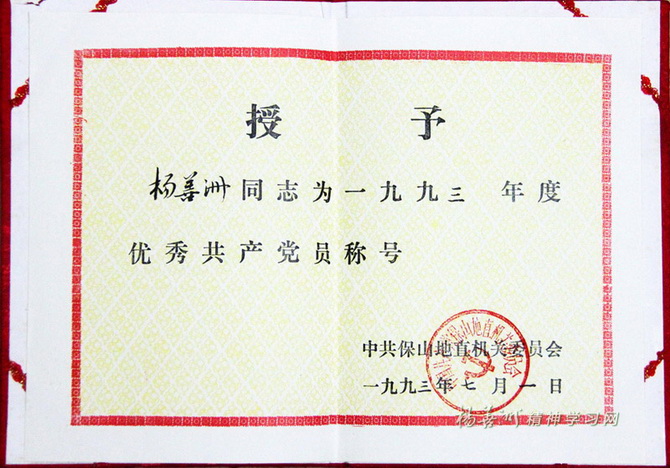 授予
杨善洲同志为一九九三 年度
优秀共产党员称号
中共保山地直机关委员会
一九九三年七月一日
杨善洲精神学习网